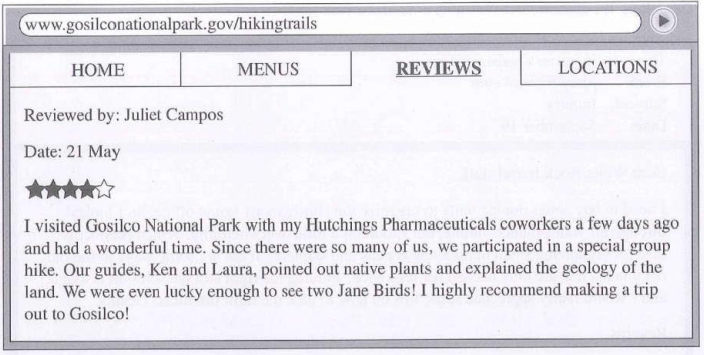 www.gosilconationalpark.gov/hikingtrails
HOME MENUS REVIEWS LOCATIONS
Reviewed by: Juliet Campos
Date: 21 May
I visited Gosilco National Park with my Hutchings Pharmaceuticals coworkers a few days ago
and had a wonderful time. Since there were so many of us, we participated in a special group
hike. Our guides, Ken and Laura, pointed out native plants and explained the geology of the
land. We were even lucky enough to see two Jane Birds! I highly recommend making a trip
out to Gosilco!